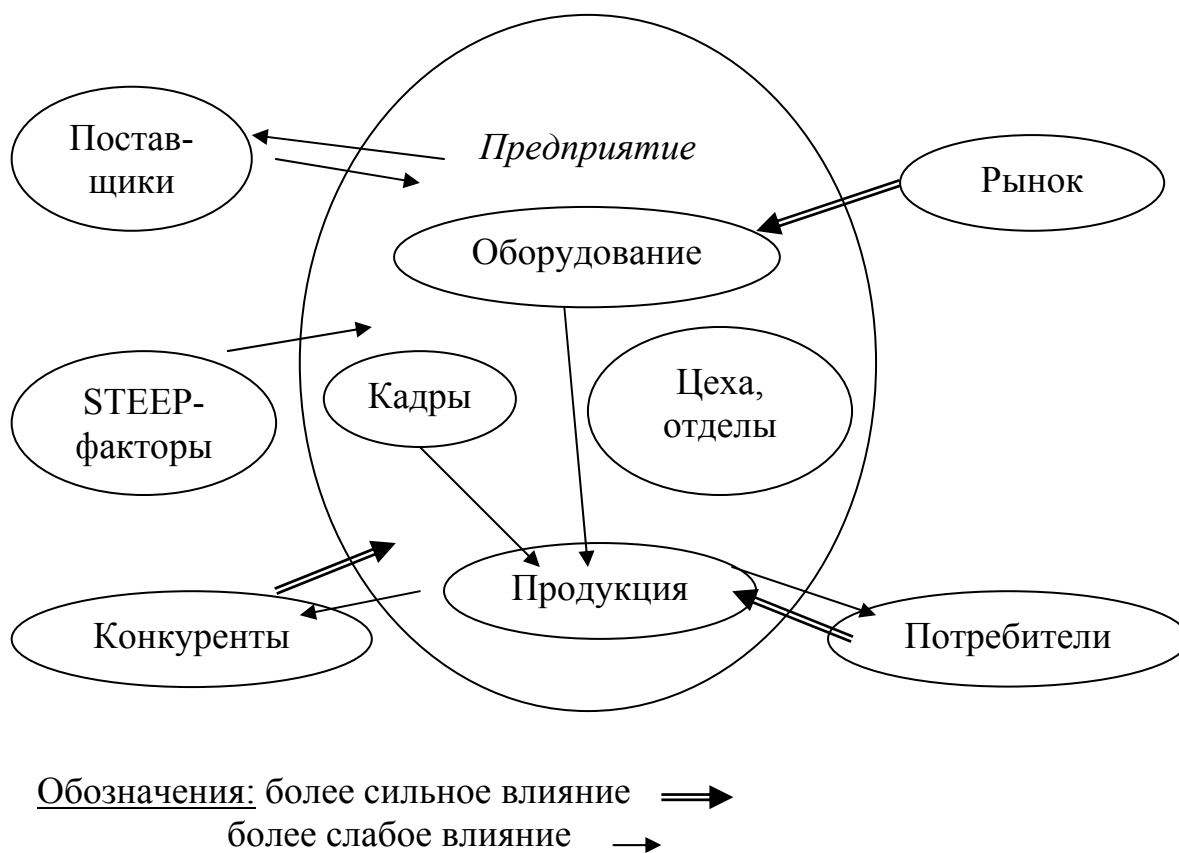 Постав-
щики
Предприятие
Рынок
Оборудование
STEEP-
факторы
Кадры
Цеха,
отделы
Продукция
Конкуренты
Потребители
Обозначения: более сильное влияние
более слабое влияние